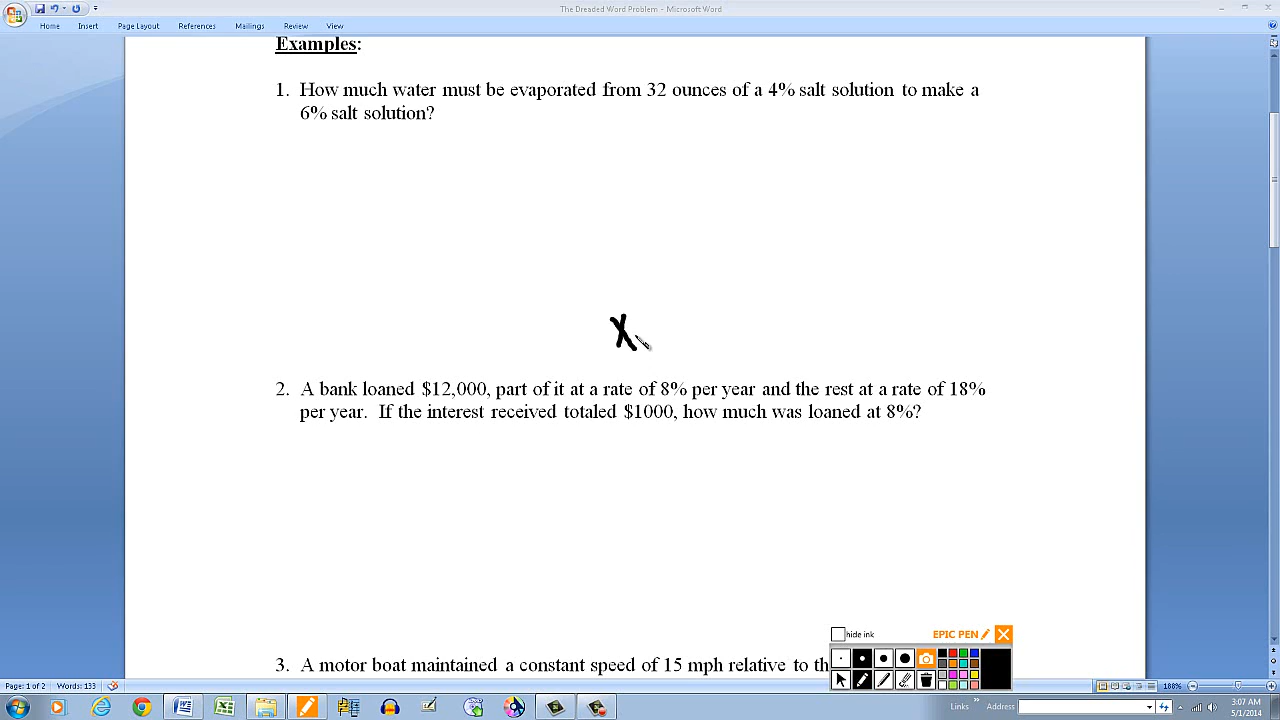 The Dreaded Word Problem - Microsoft Word
Home Insert Page Layout References Mailings Review View
Examples:
1. How much water must be evaporated from 32 ounces of a 4% salt solution to make a
6% salt solution?
x
2. A bank loaned $12,000, part of it at a rate of 8% per year and the rest at a rate of 18%
per year. If the interest received totaled $1000, how much was loaned at 8%?
hide ink EPIC PEN
3. A motor boat maintained a constant speed of 15 mph relative to th
Page: 1 of 2 Words: 133 188%
Links Address 3:07 AM
5/1/2014